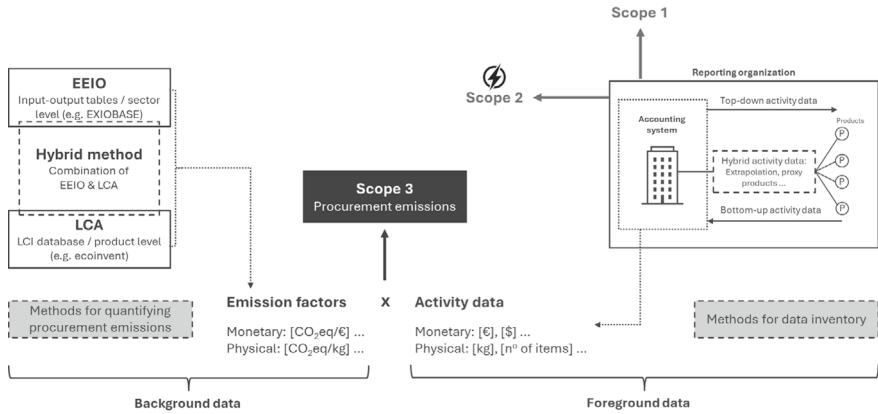 Scope 1
Scope 2
Reporting organization
EEIO
Input-output tables / sector
level (e.g. EXIOBASE)
Hybrid method
Combination of
EEIO & LCA
LCA
LCI database / product level
(e.g. ecoinvent)
Scope 3
Procurement emissions
Top-down activity data
Accounting
system
Products
P
Hybrid activity data:
Extrapolation, proxy
products ...
P
P
P
Bottom-up activity data
Methods for quantifying
procurement emissions
Emission factors
Monetary: [CO₂eq/€] ...
Physical: [CO₂eq/kg] ...
x
Activity data
Monetary: [€], [$] ...
Physical: [kg], [nº of items] ...
Methods for data inventory
Background data
Foreground data